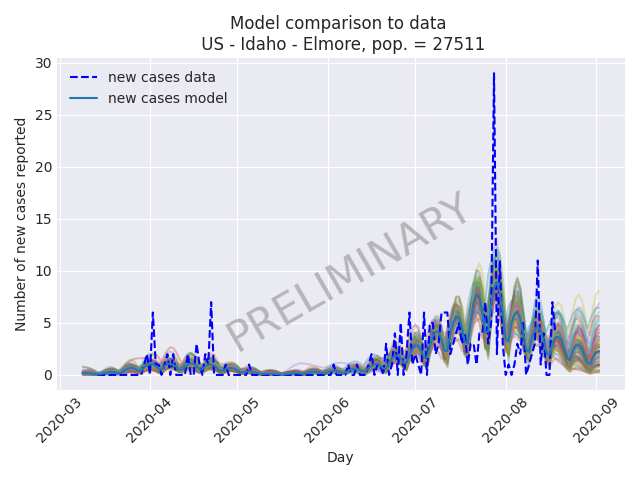 Model comparison to data
US - Idaho - Elmore, pop. = 27511
new cases data
new cases model
PRELIMINARY
Number of new cases reported
30
25
20
15
10
5
0
2020-03
2020-04
2020-05
2020-06
2020-07
2020-08
2020-09
Day